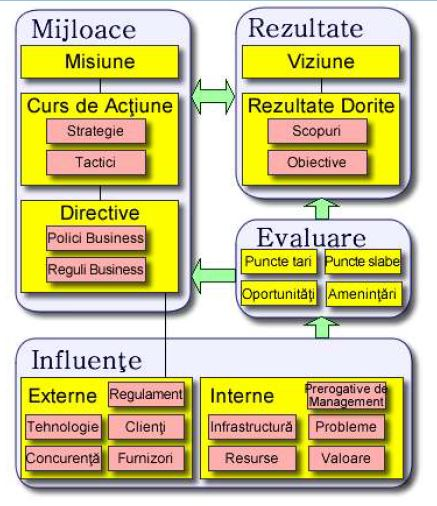 Mijloace
Misiune
Curs de Acţiune
Strategie
Tactici
Directive
Polici Business
Reguli Business
Rezultate
Viziune
Rezultate Dorite
Scopuri
Obiective
Evaluare
Puncte tari
Puncte slabe
Oportunităţi
Ameninţări
Influenţe
Externe
Regulament
Tehnologie
Clienţi
Concurenţă
Furnizori
Interne
Prerogative de
Management
Infrastructură
Probleme
Resurse
Valoare